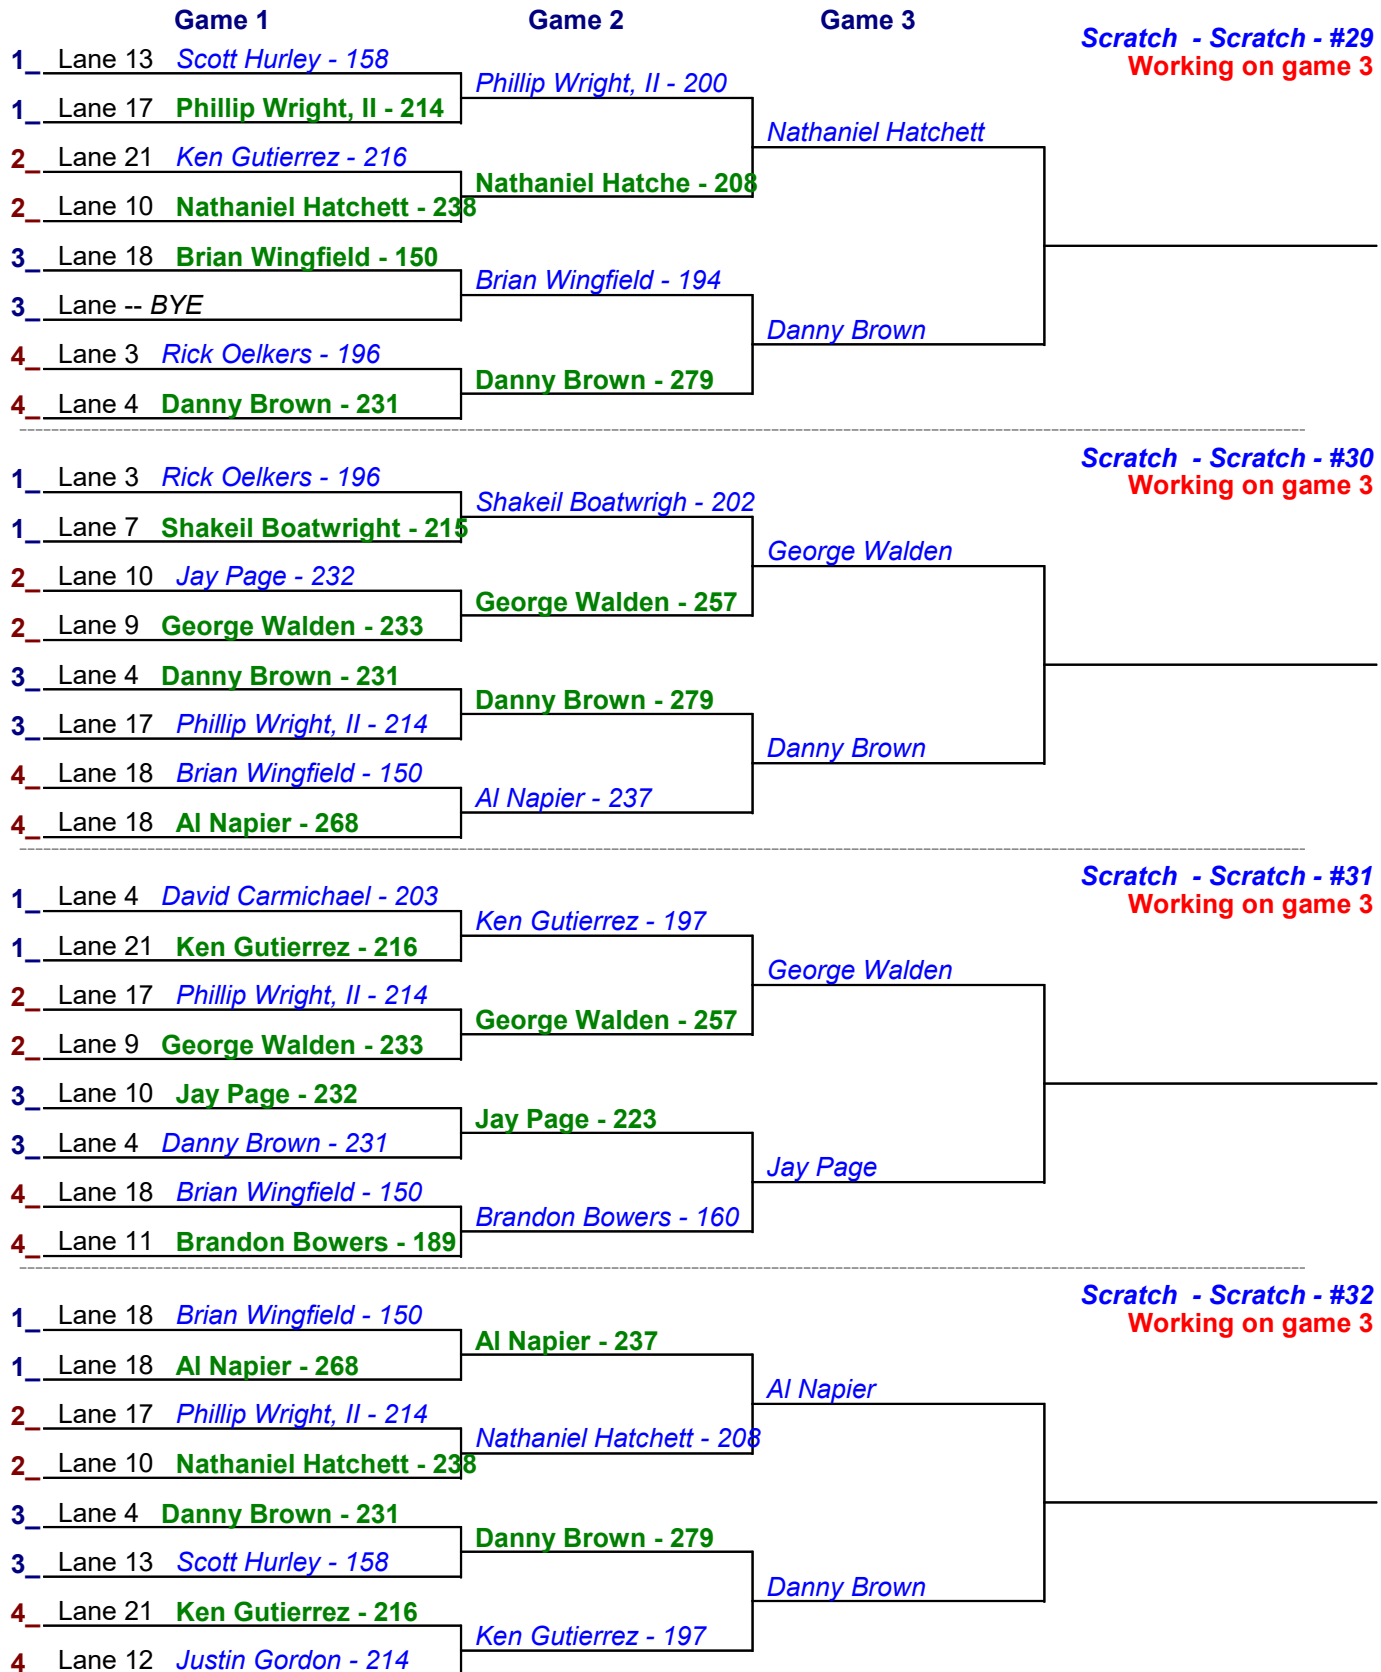 Game 1 Game 2 Game 3
Scratch - Scratch - #29
Working on game 3
1_ Lane 13 Scott Hurley - 158
Phillip Wright, II - 200
1_ Lane 17 Phillip Wright, II - 214
Nathaniel Hatchett
2_ Lane 21 Ken Gutierrez - 216
Nathaniel Hatche - 208
2_ Lane 10 Nathaniel Hatchett - 238
3_ Lane 18 Brian Wingfield - 150
Brian Wingfield - 194
3_ Lane -- BYE
Danny Brown
4_ Lane 3 Rick Oelkers - 196
Danny Brown - 279
4_ Lane 4 Danny Brown - 231
Scratch - Scratch - #30
Working on game 3
1_ Lane 3 Rick Oelkers - 196
Shakeil Boatwrigh - 202
1_ Lane 7 Shakeil Boatwright - 215
George Walden
2_ Lane 10 Jay Page - 232
George Walden - 257
2_ Lane 9 George Walden - 233
3_ Lane 4 Danny Brown - 231
Danny Brown - 279
3_ Lane 17 Phillip Wright, II - 214
Danny Brown
4_ Lane 18 Brian Wingfield - 150
Al Napier - 237
4_ Lane 18 Al Napier - 268
Scratch - Scratch - #31
Working on game 3
1_ Lane 4 David Carmichael - 203
Ken Gutierrez - 197
1_ Lane 21 Ken Gutierrez - 216
George Walden
2_ Lane 17 Phillip Wright, II - 214
George Walden - 257
2_ Lane 9 George Walden - 233
3_ Lane 10 Jay Page - 232
Jay Page - 223
3_ Lane 4 Danny Brown - 231
Jay Page
4_ Lane 18 Brian Wingfield - 150
Brandon Bowers - 160
4_ Lane 11 Brandon Bowers - 189
Scratch - Scratch - #32
Working on game 3
1_ Lane 18 Brian Wingfield - 150
Al Napier - 237
1_ Lane 18 Al Napier - 268
Al Napier
2_ Lane 17 Phillip Wright, II - 214
Nathaniel Hatchett - 208
2_ Lane 10 Nathaniel Hatchett - 238
3_ Lane 4 Danny Brown - 231
Danny Brown - 279
3_ Lane 13 Scott Hurley - 158
Danny Brown
4_ Lane 21 Ken Gutierrez - 216
Ken Gutierrez - 197
4 Lane 12 Justin Gordon - 214